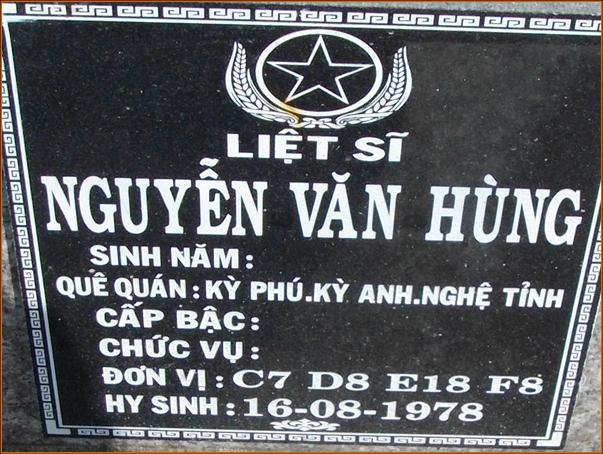 LIỆT SĨ
NGUYỄN VĂN HÙNG
SINH NĂM :
QUÊ QUÁN : KỲ PHÚ.KỲ ANH.NGHỆ TỈNH
CẤP BẬC :
CHỨC VỤ :
ĐƠN VỊ : C7 D8 E18 F8
HY SINH : 16-08-1978